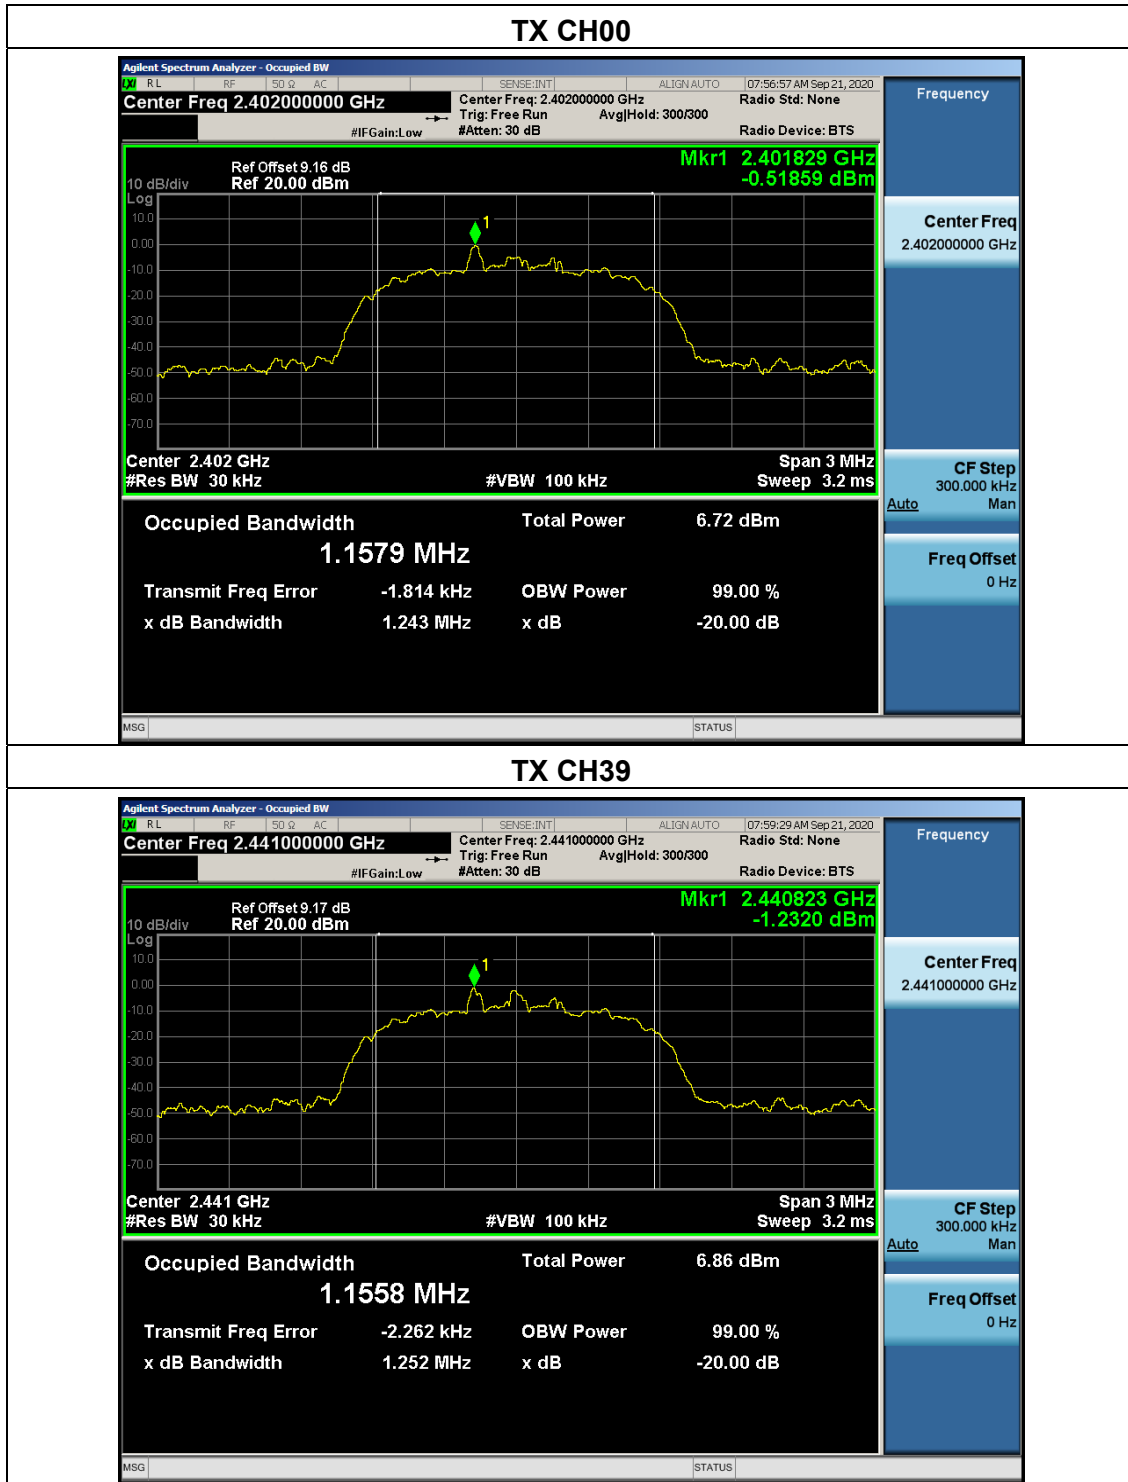 TX CH00
Agilent Spectrum Analyzer - Occupied BW
LXI RL RF 50 Ω AC SENSE:INT ALIGN AUTO 07:56:57 AM Sep 21, 2020
Center Freq 2.402000000 GHz
Center Freq: 2.402000000 GHz
Radio Std: None
Trig: Free Run Avg|Hold: 300/300
#IFGain:Low #Atten: 30 dB Radio Device: BTS
Frequency
Mkr1 2.401829 GHz
-0.51859 dBm
Ref Offset 9.16 dB
10 dB/div Ref 20.00 dBm
Log
10.0
0.00
-10.0
-20.0
-30.0
-40.0
-50.0
-60.0
-70.0
1
Center 2.402 GHz Span 3 MHz
#Res BW 30 kHz #VBW 100 kHz Sweep 3.2 ms
Center Freq
2.402000000 GHz
CF Step
300.000 kHz
Auto Man
Freq Offset
0 Hz
Occupied Bandwidth Total Power 6.72 dBm
1.1579 MHz
Transmit Freq Error -1.814 kHz OBW Power 99.00 %
x dB Bandwidth 1.243 MHz x dB -20.00 dB
MSG STATUS
TX CH39
Agilent Spectrum Analyzer - Occupied BW
LXI RL RF 50 Ω AC SENSE:INT ALIGN AUTO 07:59:29 AM Sep 21, 2020
Center Freq 2.441000000 GHz
Center Freq: 2.441000000 GHz
Radio Std: None
Trig: Free Run Avg|Hold: 300/300
#IFGain:Low #Atten: 30 dB Radio Device: BTS
Frequency
Mkr1 2.440823 GHz
-1.2320 dBm
Ref Offset 9.17 dB
10 dB/div Ref 20.00 dBm
Log
10.0
0.00
-10.0
-20.0
-30.0
-40.0
-50.0
-60.0
-70.0
1
Center 2.441 GHz Span 3 MHz
#Res BW 30 kHz #VBW 100 kHz Sweep 3.2 ms
Center Freq
2.441000000 GHz
CF Step
300.000 kHz
Auto Man
Freq Offset
0 Hz
Occupied Bandwidth Total Power 6.86 dBm
1.1558 MHz
Transmit Freq Error -2.262 kHz OBW Power 99.00 %
x dB Bandwidth 1.252 MHz x dB -20.00 dB
MSG STATUS